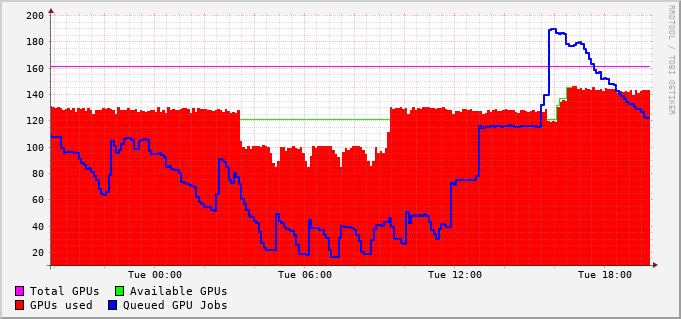 200
180
160
140
120
100
80
60
40
20
Tue 00:00 Tue 06:00 Tue 12:00 Tue 18:00
Total GPUs Available GPUs
GPUs used Queued GPU Jobs
RRDTOOL / TOBI OETIKER